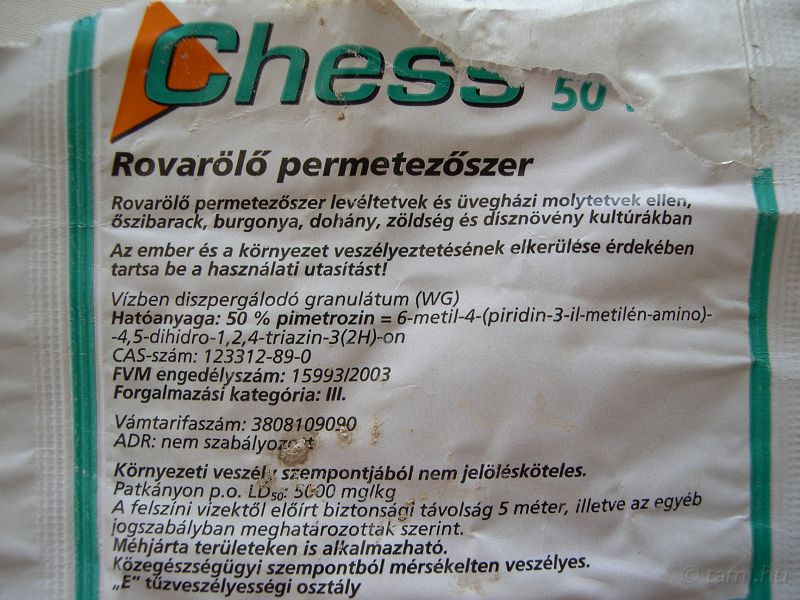 Chess 50
Rovarölő permetezőszer
Rovarölő permetezőszer levéltetvek és üvegházi molytetvek ellen,
őszibarack, burgonya, dohány, zöldség és dísznövény kultúrákban
Az ember és a környezet veszélyeztetésének elkerülése érdekében
tartsa be a használati utasítást!
Vízben diszpergálodó granulátum (WG)
Hatóanyaga: 50 % pimetrozin = 6-metil-4-(piridin-3-il-metilén-amino)-
-4,5-dihidro-1,2,4-triazin-3(2H)-on
CAS-szám: 123312-89-0
FVM engedélyszám: 15993/2003
Forgalmazási kategória: III.
Vámtarifaszám: 3808109090
ADR: nem szabályozott
Környezeti veszély szempontjából nem jelölésköteles.
Patkányon p.o. LD50: 5000 mg/kg
A felszíni vizektől előírt biztonsági távolság 5 méter, illetve az egyéb
jogszabályban meghatározottak szerint.
Méhjárta területeken is alkalmazható.
Közegészségügyi szempontból mérsékelten veszélyes.
„E" tűzveszélyességi osztály
© tami.hu